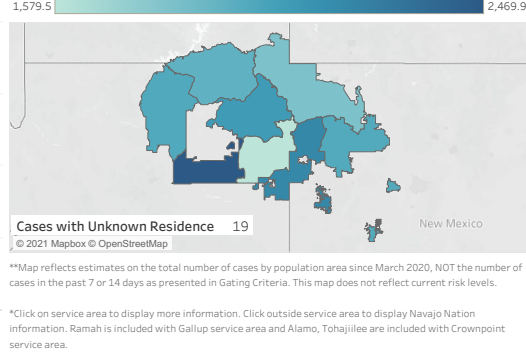 1,579.5 2,469.9
New Mexico
Cases with Unknown Residence 19
© 2021 Mapbox © OpenStreetMap
**Map reflects estimates on the total number of cases by population area since March 2020, NOT the number of
cases in the past 7 or 14 days as presented in Gating Criteria. This map does not reflect current risk levels.
*Click on service area to display more information. Click outside service area to display Navajo Nation
information. Ramah is included with Gallup service area and Alamo, Tohajiilee are included with Crownpoint
service area.